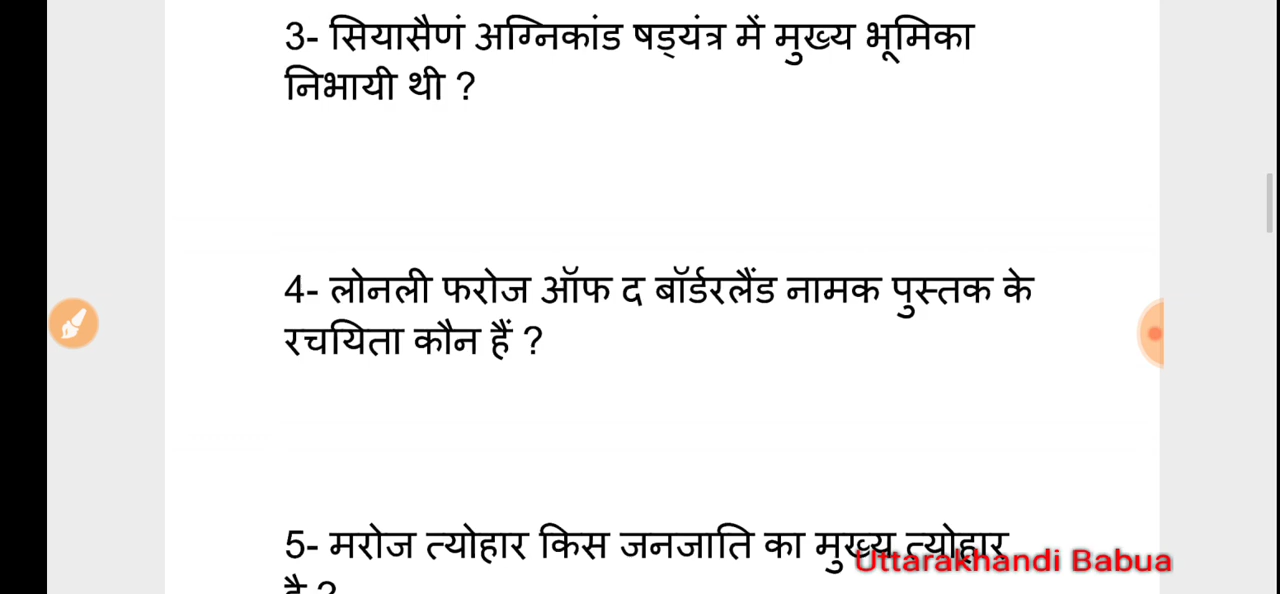 3- सियासैणं अग्निकांड षड्यंत्र में मुख्य भूमिका
निभायी थी ?
4- लोनली फरोज ऑफ द बॉर्डरलैंड नामक पुस्तक के
रचयिता कौन हैं ?
5- मरोज त्योहार किस जनजाति का मुख्य त्योहार
है ?
Uttarakhandi Babua